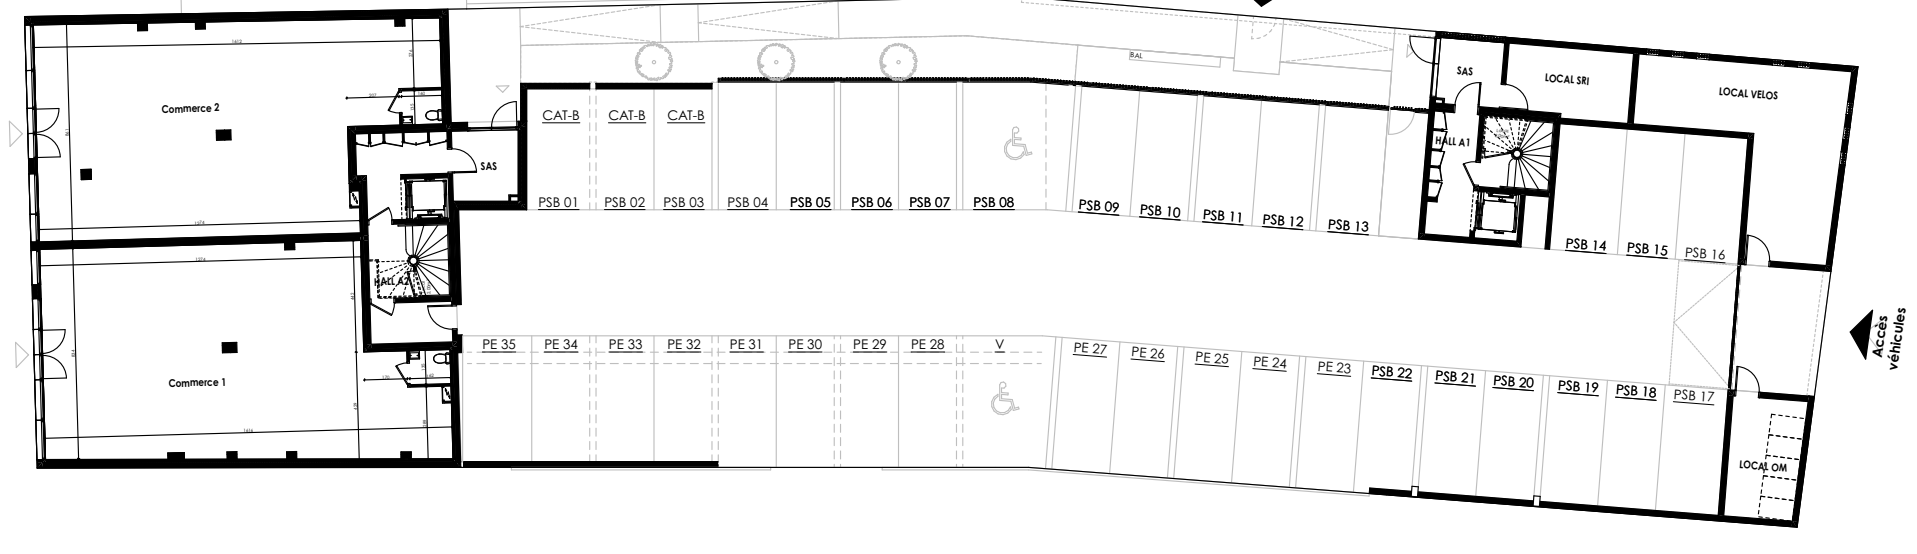 Commerce 2
CAT-B
CAT-B
CAT-B
BAL
SAS
LOCAL SRI
LOCAL VELOS
HALL A1
SAS
PSB 01
PSB 02
PSB 03
PSB 04
PSB 05
PSB 06
PSB 07
PSB 08
PSB 09
PSB 10
PSB 11
PSB 12
PSB 13
PSB 14
PSB 15
PSB 16
HALL A2
Accès
véhicules
PE 35
PE 34
PE 33
PE 32
PE 31
PE 30
PE 29
PE 28
V
PE 27
PE 26
PE 25
PE 24
PE 23
PSB 22
PSB 21
PSB 20
PSB 19
PSB 18
PSB 17
Commerce 1
LOCAL OM